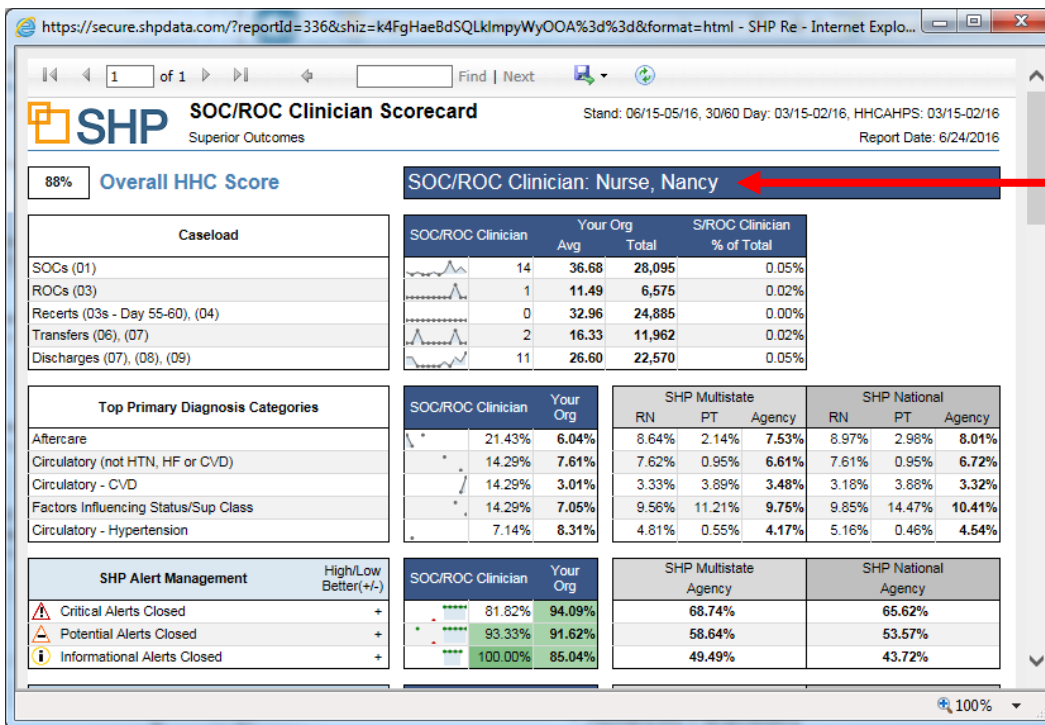 https://secure.shpdata.com/?reportId=336&shiz=k4FgHaeBdSQLklmpyWyOOA%3d%3d&format=html - SHP Re - Internet Explo...
1 of 1 Find | Next
SHP SOC/ROC Clinician Scorecard Stand: 06/15-05/16, 30/60 Day: 03/15-02/16, HHCAHPS: 03/15-02/16
Superior Outcomes Report Date: 6/24/2016
88% Overall HHC Score SOC/ROC Clinician: Nurse, Nancy
Caseload SOC/ROC Clinician Your Org S/ROC Clinician
Avg Total % of Total
SOCs (01) 14 36.68 28,095 0.05%
ROCs (03) 1 11.49 6,575 0.02%
Recerts (03s - Day 55-60), (04) 0 32.96 24,885 0.00%
Transfers (06), (07) 2 16.33 11,962 0.02%
Discharges (07), (08), (09) 11 26.60 22,570 0.05%
Top Primary Diagnosis Categories SOC/ROC Clinician Your Org SHP Multistate SHP National
RN PT Agency RN PT Agency
Aftercare 21.43% 6.04% 8.64% 2.14% 7.53% 8.97% 2.98% 8.01%
Circulatory (not HTN, HF or CVD) 14.29% 7.61% 7.62% 0.95% 6.61% 7.61% 0.95% 6.72%
Circulatory - CVD 14.29% 3.01% 3.33% 3.89% 3.48% 3.18% 3.88% 3.32%
Factors Influencing Status/Sup Class 14.29% 7.05% 9.56% 11.21% 9.75% 9.85% 14.47% 10.41%
Circulatory - Hypertension 7.14% 8.31% 4.81% 0.55% 4.17% 5.16% 0.46% 4.54%
SHP Alert Management High/Low Better(+/-) SOC/ROC Clinician Your Org SHP Multistate SHP National
Agency Agency
Critical Alerts Closed + 81.82% 94.09% 68.74% 65.62%
Potential Alerts Closed + 93.33% 91.62% 58.64% 53.57%
Informational Alerts Closed + 100.00% 85.04% 49.49% 43.72%
100%